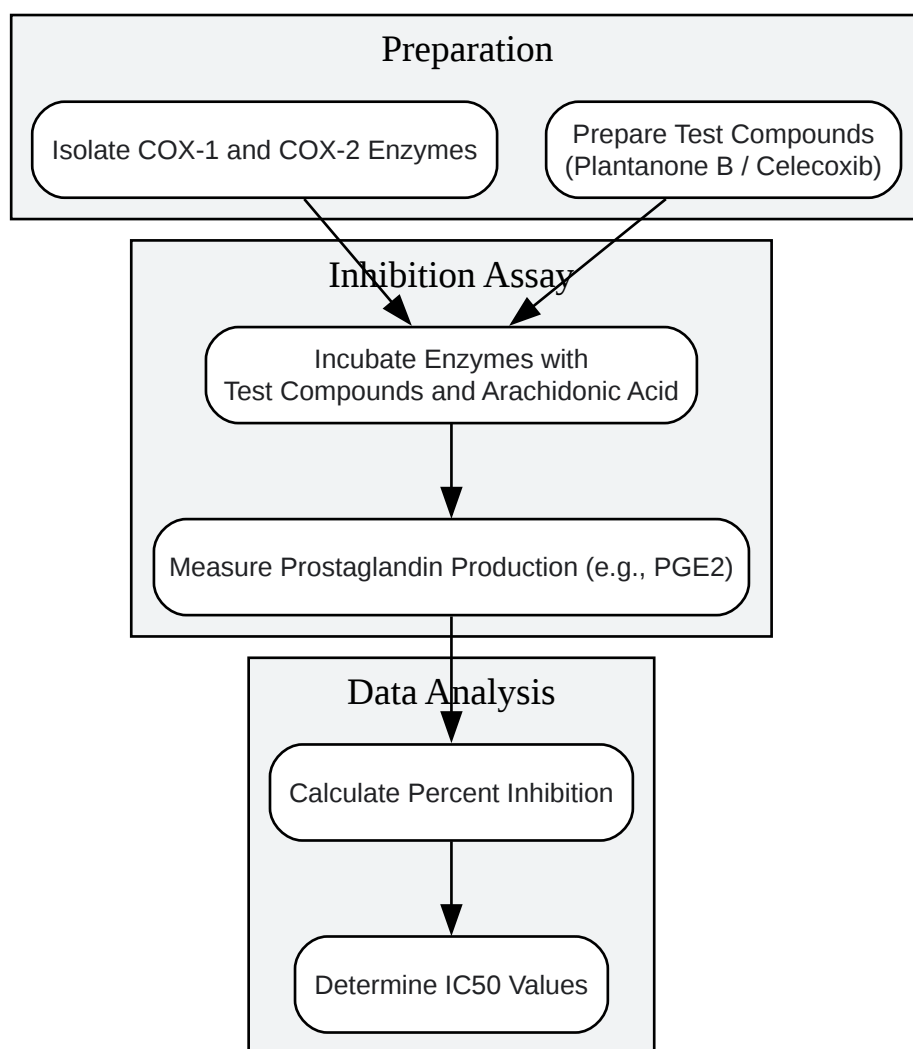 Preparation
Isolate COX-1 and COX-2 Enzymes
Prepare Test Compounds
(Plantanone B / Celecoxib)
Inhibition Assay
Incubate Enzymes with
Test Compounds and Arachidonic Acid
Measure Prostaglandin Production (e.g., PGE2)
Data Analysis
Calculate Percent Inhibition
Determine IC50 Values